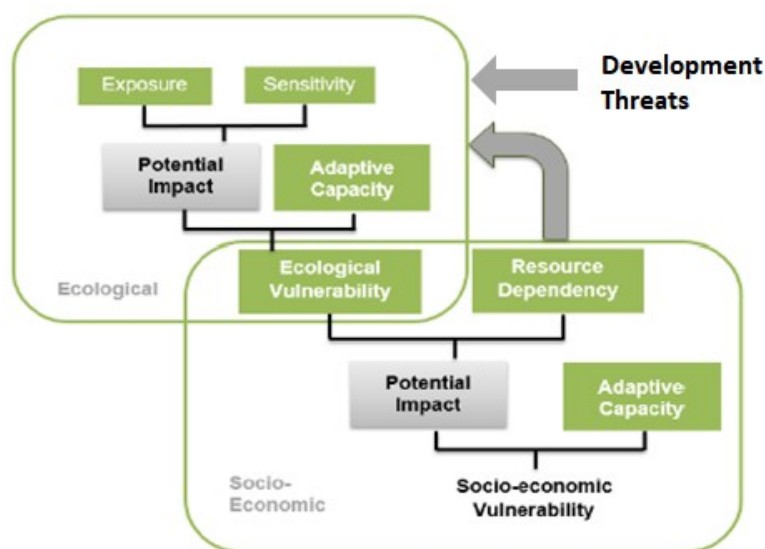 Development
Threats
Exposure
Sensitivity
Potential
Impact
Adaptive
Capacity
Ecological
Ecological
Vulnerability
Resource
Dependency
Potential
Impact
Adaptive
Capacity
Socio-
Economic
Socio-economic
Vulnerability